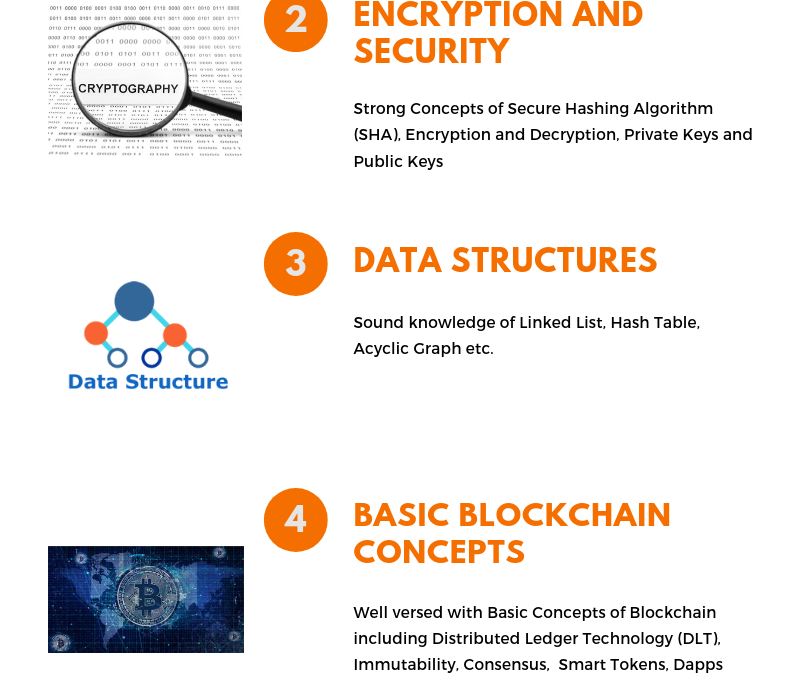 2
ENCRYPTION AND
SECURITY
CRYPTOGRAPHY
Strong Concepts of Secure Hashing Algorithm
(SHA), Encryption and Decryption, Private Keys and
Public Keys
3
DATA STRUCTURES
Sound knowledge of Linked List, Hash Table,
Acyclic Graph etc.
Data Structure
4
BASIC BLOCKCHAIN
CONCEPTS
Well versed with Basic Concepts of Blockchain
including Distributed Ledger Technology (DLT),
Immutability, Consensus,  Smart Tokens, Dapps